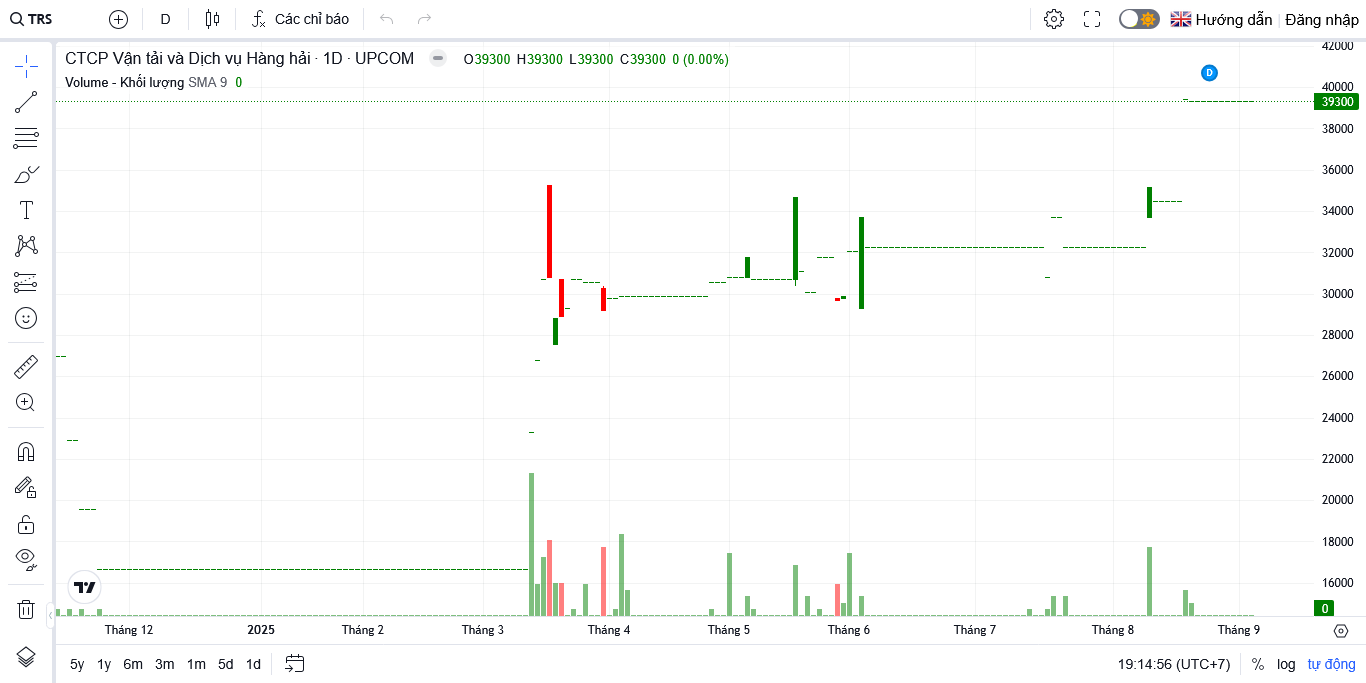 TRS D Các chỉ báo Hướng dẫn Đăng nhập
CTCP Vận tải và Dịch vụ Hàng hải · 1D · UPCOM O39300 H39300 L39300 C39300 0 (0.00%)
Volume - Khối lượng SMA 9 0
D
42000
40000
39300
38000
36000
34000
32000
30000
28000
26000
24000
22000
20000
18000
16000
0
Tháng 12 2025 Tháng 2 Tháng 3 Tháng 4 Tháng 5 Tháng 6 Tháng 7 Tháng 8 Tháng 9
5y 1y 6m 3m 1m 5d 1d 19:14:56 (UTC+7) % log tự động